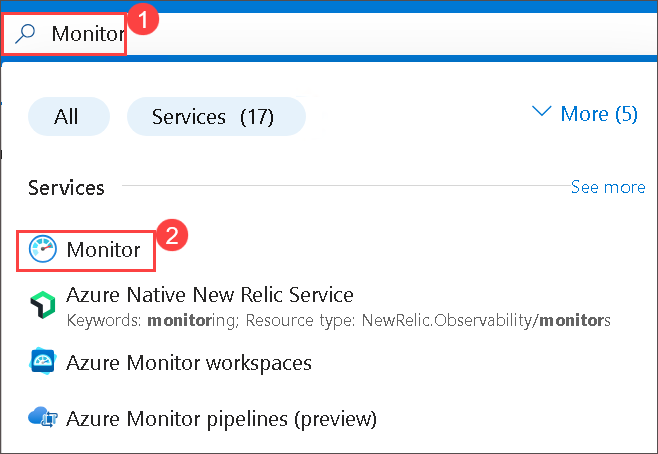 Monitor 1
All Services (17) More (5)
Services See more
Monitor 2
Azure Native New Relic Service
Keywords: monitoring; Resource type: NewRelic.Observability/monitors
Azure Monitor workspaces
Azure Monitor pipelines (preview)